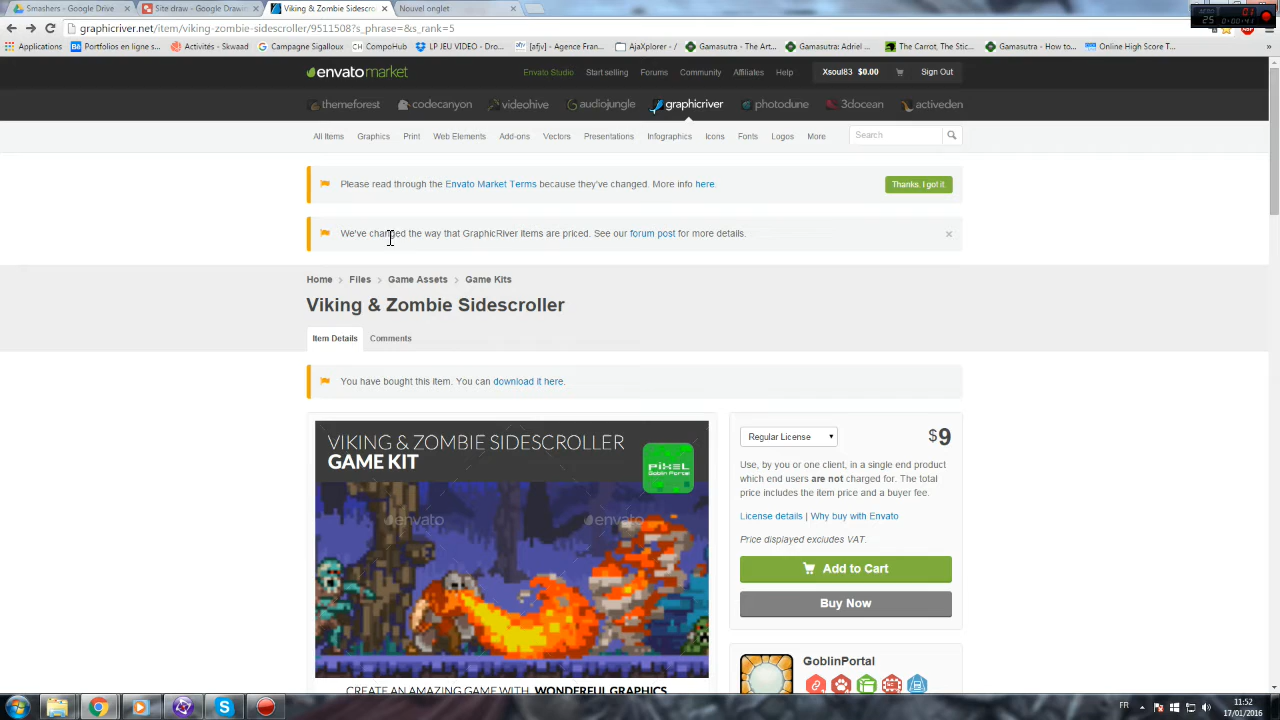 Smashers - Google Drive
Site draw - Google Drawin
Viking & Zombie Sidescrol
Nouvel onglet
graphicriver.net/item/viking-zombie-sidescroller/9511508?s_phrase=&s_rank=5
Applications
Portfolios en ligne s...
Activités - Skwaad
Campagne Sigalloux
CompoHub
LP JEU VIDEO - Dro...
[afjv] - Agence Fran...
AjaXplorer -
Gamasutra - The Art...
Gamasutra: Adriel ...
The Carrot, The Stic...
Gamasutra - How to...
Online High Score T...
25
01
0:00:41
envatomarket
Envato Studio
Start selling
Forums
Community
Affiliates
Help
Xsoul83 $0.00
Sign Out
themeforest
codecanyon
videohive
audiojungle
graphicriver
photodune
3docean
activeden
All Items
Graphics
Print
Web Elements
Add-ons
Vectors
Presentations
Infographics
Icons
Fonts
Logos
More
Search
Please read through the Envato Market Terms because they've changed. More info here.
Thanks, I got it.
We've changed the way that GraphicRiver items are priced. See our forum post for more details.
Home > Files > Game Assets > Game Kits
Viking & Zombie Sidescroller
Item Details
Comments
You have bought this item. You can download it here.
VIKING & ZOMBIE SIDESCROLLER
GAME KIT
PIXEL
Goblin Portal
envato
envato
CREATE AN AMAZING GAME WITH WONDERFUL GRAPHICS
Regular License
$9
Use, by you or one client, in a single end product
which end users are not charged for. The total
price includes the item price and a buyer fee.
License details | Why buy with Envato
Price displayed excludes VAT.
Add to Cart
Buy Now
GoblinPortal
FR
11:52
17/01/2016